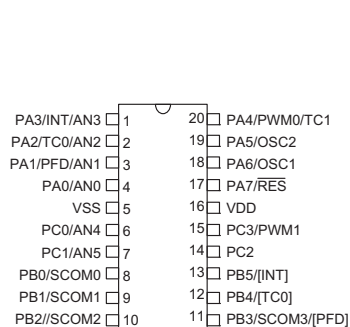 PA3/INT/AN3 1 20 PA4/PWM0/TC1
PA2/TC0/AN2 2 19 PA5/OSC2
PA1/PFD/AN1 3 18 PA6/OSC1
PA0/AN0 4 17 PA7/RES
VSS 5 16 VDD
PC0/AN4 6 15 PC3/PWM1
PC1/AN5 7 14 PC2
PB0/SCOM0 8 13 PB5/[INT]
PB1/SCOM1 9 12 PB4/[TC0]
PB2//SCOM2 10 11 PB3/SCOM3/[PFD]